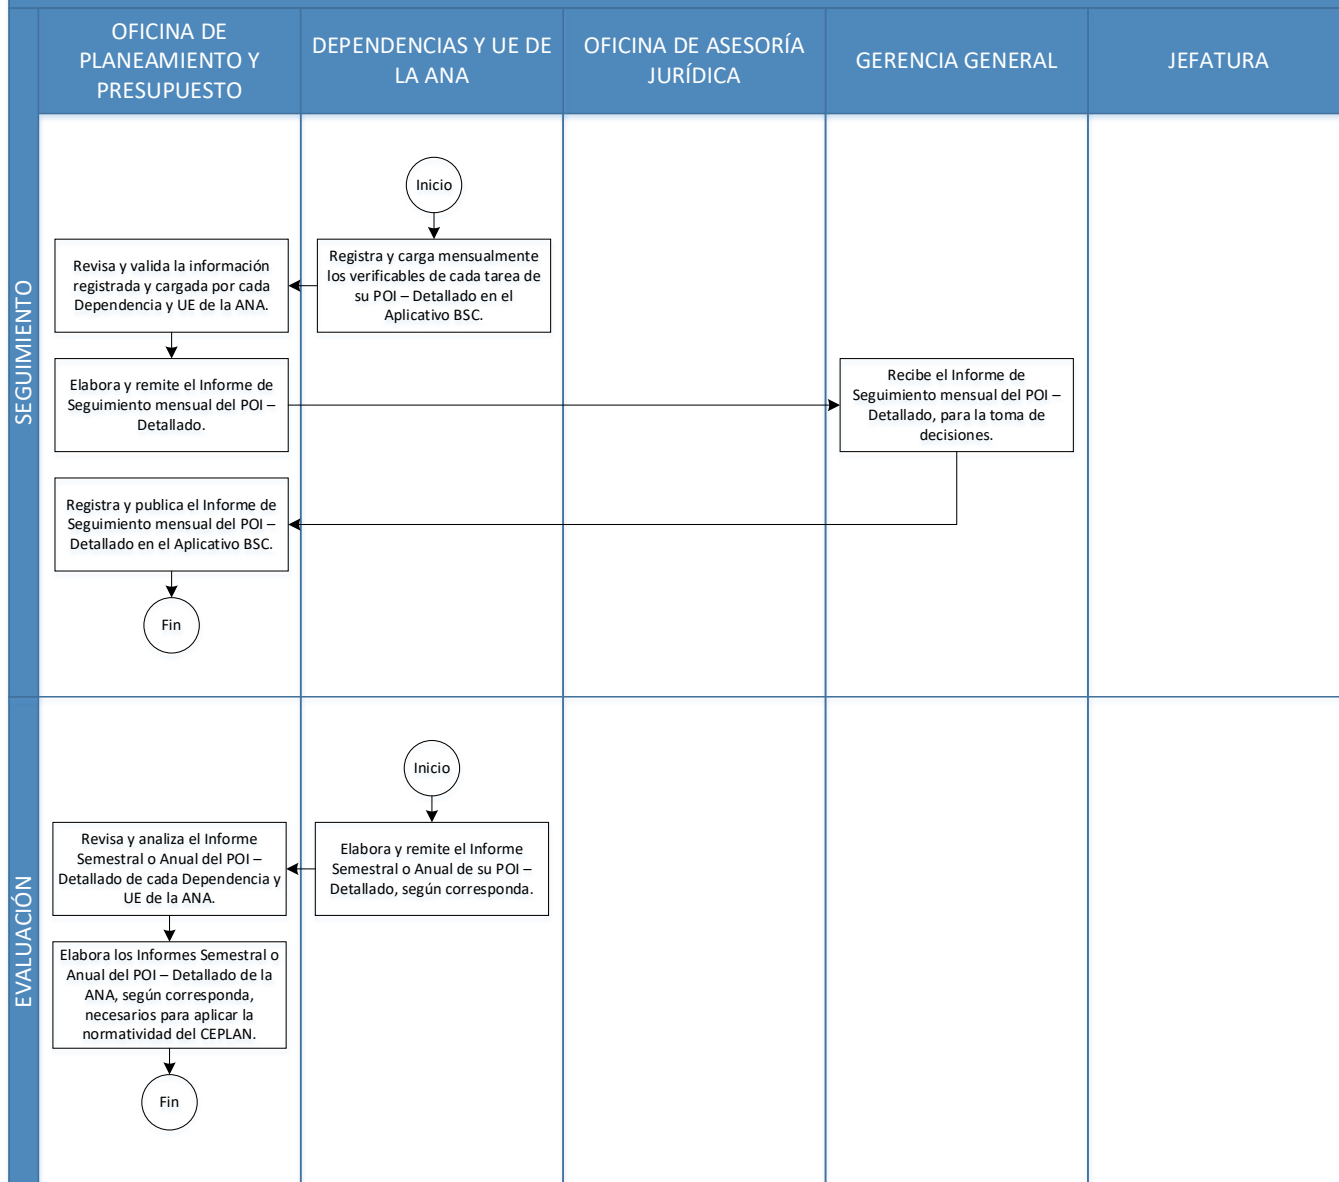 OFICINA DE
PLANEAMIENTO Y
PRESUPUESTO
DEPENDENCIAS Y UE DE
LA ANA
OFICINA DE ASESORÍA
JURÍDICA
GERENCIA GENERAL
JEFATURA
SEGUIMIENTO
Inicio
Registra y carga mensualmente
los verificables de cada tarea de
su POI – Detallado en el
Aplicativo BSC.
Revisa y valida la información
registrada y cargada por cada
Dependencia y UE de la ANA.
Elabora y remite el Informe de
Seguimiento mensual del POI –
Detallado.
Recibe el Informe de
Seguimiento mensual del POI –
Detallado, para la toma de
decisiones.
Registra y publica el Informe de
Seguimiento mensual del POI –
Detallado en el Aplicativo BSC.
Fin
EVALUACIÓN
Inicio
Elabora y remite el Informe
Semestral o Anual de su POI –
Detallado, según corresponda.
Revisa y analiza el Informe
Semestral o Anual del POI –
Detallado de cada Dependencia y
UE de la ANA.
Elabora los Informes Semestral o
Anual del POI – Detallado de la
ANA, según corresponda,
necesarios para aplicar la
normatividad del CEPLAN.
Fin